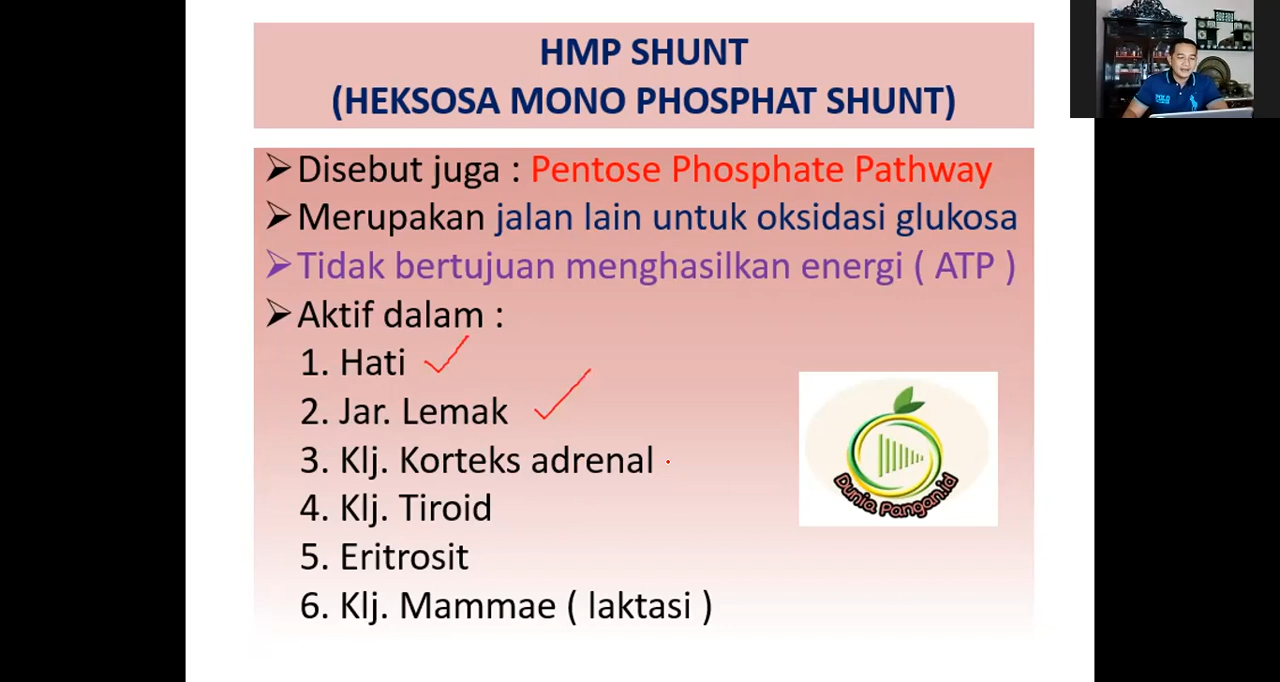 HMP SHUNT
(HEKSOSA MONO PHOSPHAT SHUNT)
➢Disebut juga : Pentose Phosphate Pathway
➢Merupakan jalan lain untuk oksidasi glukosa
➢Tidak bertujuan menghasilkan energi ( ATP )
➢Aktif dalam :
1. Hati
2. Jar. Lemak
3. Klj. Korteks adrenal
4. Klj. Tiroid
5. Eritrosit
6. Klj. Mammae ( laktasi )
Dunia Pangan.id
POLO